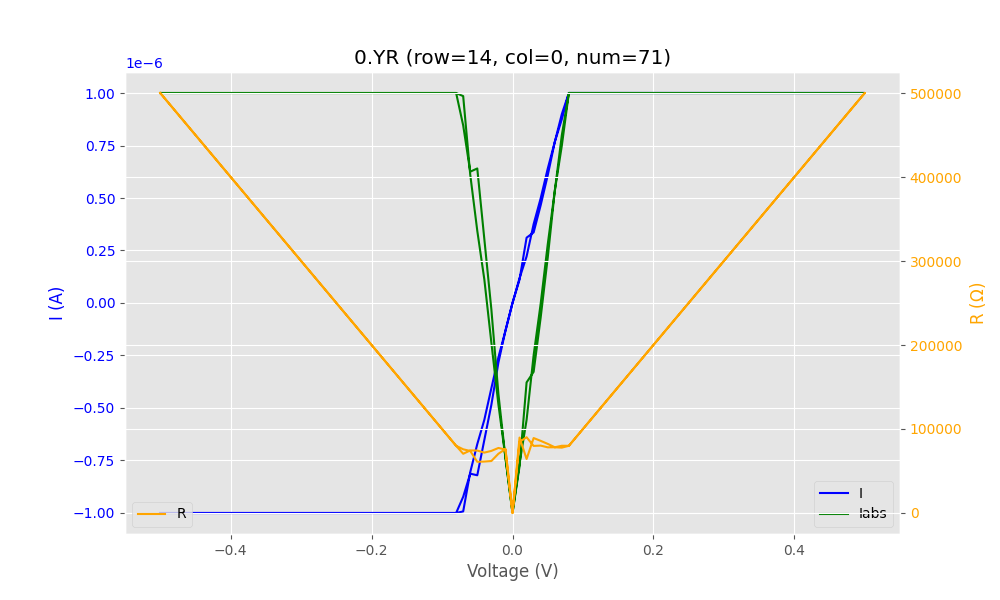 0.YR (row=14, col=0, num=71)
1e−6
1.00
0.75
0.50
0.25
0.00
−0.25
−0.50
−0.75
−1.00
I (A)
500000
400000
300000
200000
100000
0
R (Ω)
R
I
Iabs
−0.4
−0.2
0.0
0.2
0.4
Voltage (V)